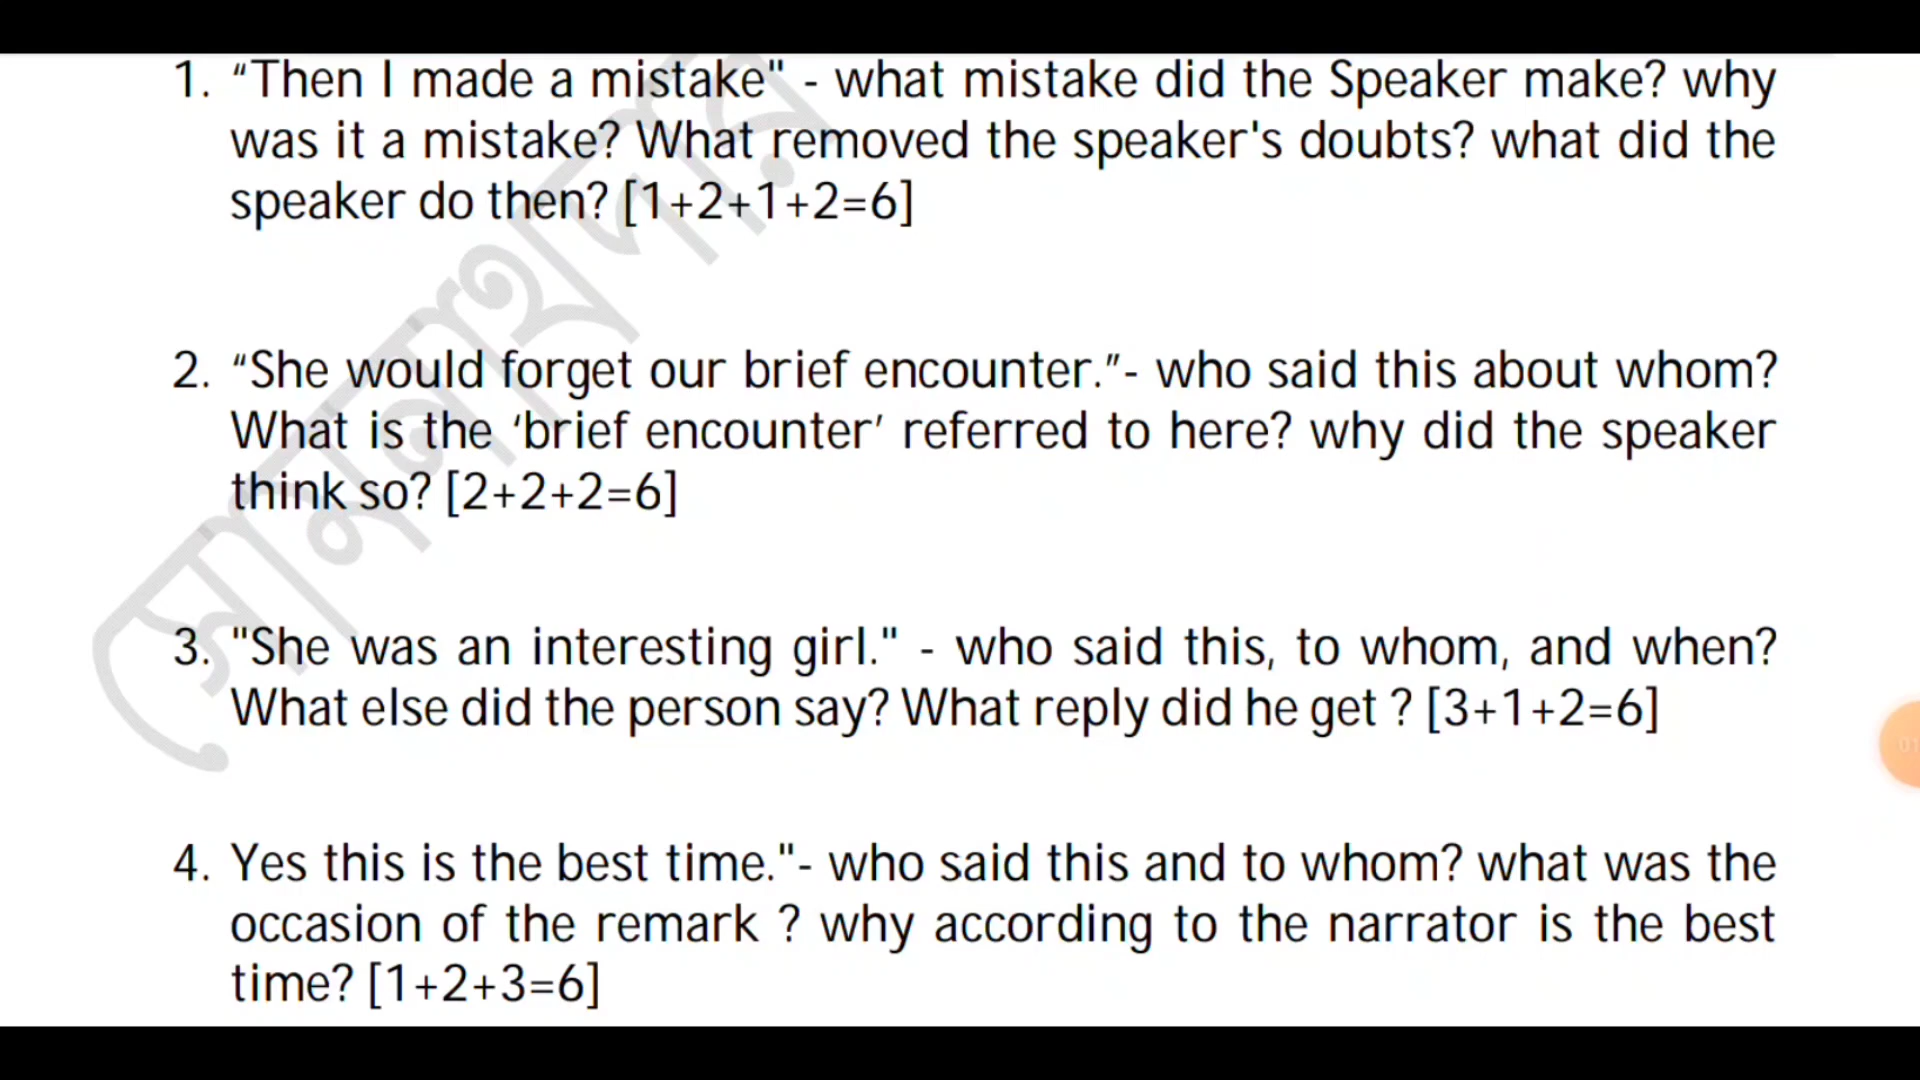 1. “Then I made a mistake" - what mistake did the Speaker make? why
was it a mistake? What removed the speaker's doubts? what did the
speaker do then? [1+2+1+2=6]
2. “She would forget our brief encounter.”- who said this about whom?
What is the ‘brief encounter’ referred to here? why did the speaker
think so? [2+2+2=6]
3. "She was an interesting girl." - who said this, to whom, and when?
What else did the person say? What reply did he get ? [3+1+2=6]
4. Yes this is the best time."- who said this and to whom? what was the
occasion of the remark ? why according to the narrator is the best
time? [1+2+3=6]